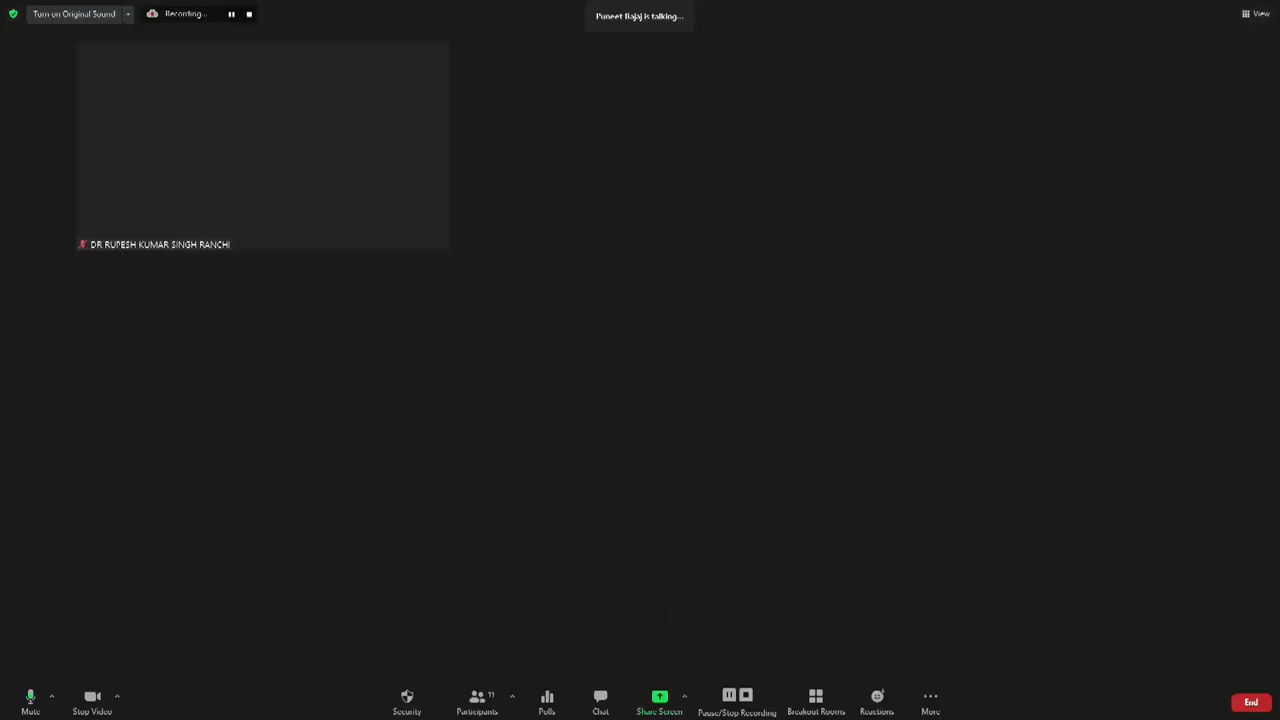 Turn on Original Sound
Recording...
Puneet Bajaj is talking...
View
DR RUPESH KUMAR SINGH RANCHI
Mute
Stop Video
Security
11
Participants
Polls
Chat
Share Screen
Pause/Stop Recording
Breakout Rooms
Reactions
More
End